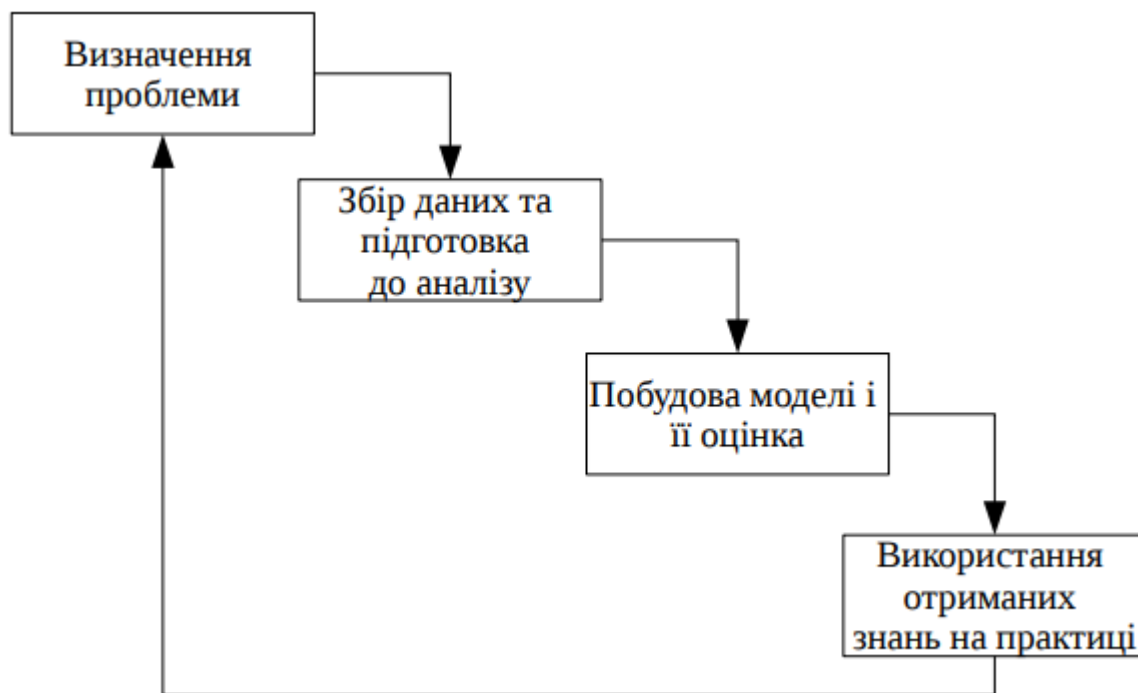 Визначення
проблеми
Збір даних та
підготовка
до аналізу
Побудова моделі і
її оцінка
Використання
отриманих
знань на практиці